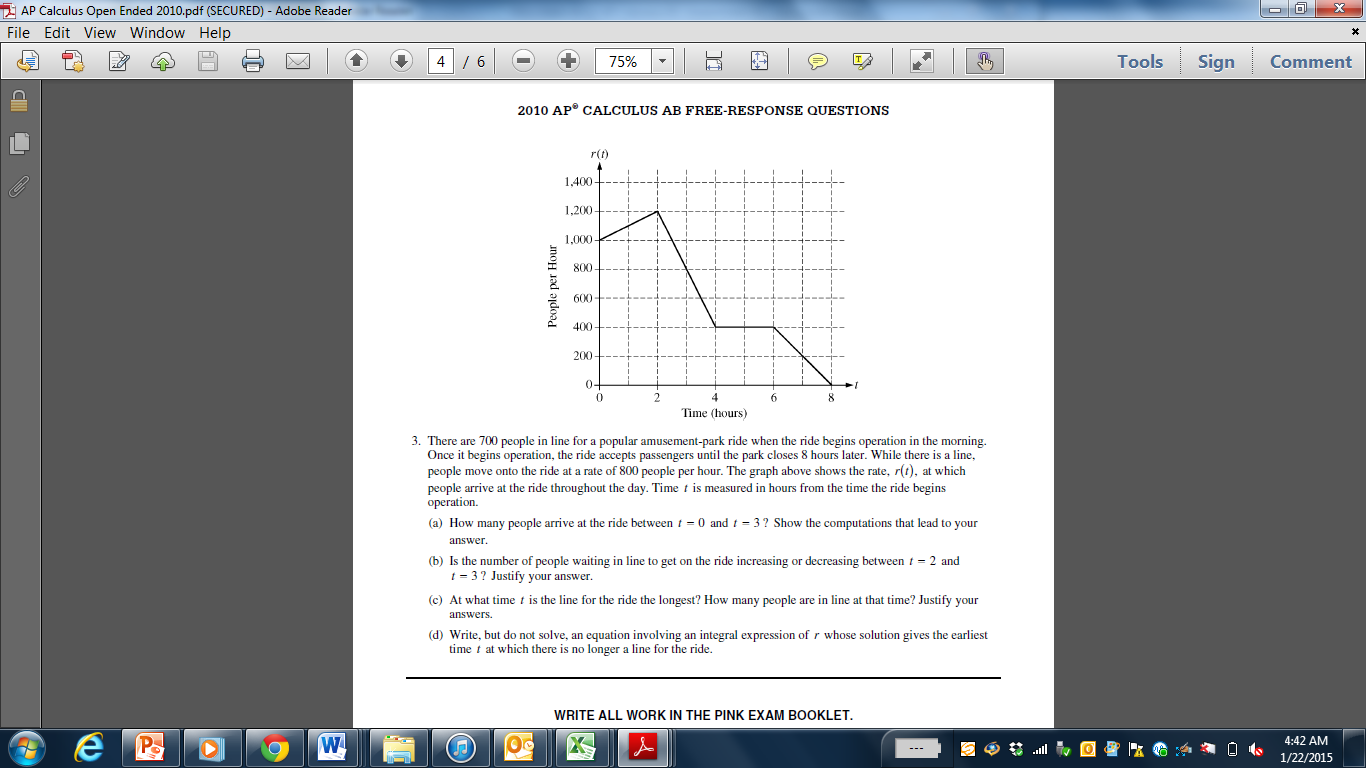 AP Calculus Open Ended 2010.pdf (SECURED) - Adobe Reader
File Edit View Window Help
4 / 6 75% Tools Sign Comment
2010 AP® CALCULUS AB FREE-RESPONSE QUESTIONS
r(t)
1,400
1,200
1,000
800
600
400
200
0
People per Hour
0 2 4 6 8 t
Time (hours)
3. There are 700 people in line for a popular amusement-park ride when the ride begins operation in the morning.
Once it begins operation, the ride accepts passengers until the park closes 8 hours later. While there is a line,
people move onto the ride at a rate of 800 people per hour. The graph above shows the rate, r(t), at which
people arrive at the ride throughout the day. Time t is measured in hours from the time the ride begins
operation.
(a) How many people arrive at the ride between t = 0 and t = 3 ? Show the computations that lead to your
answer.
(b) Is the number of people waiting in line to get on the ride increasing or decreasing between t = 2 and
t = 3 ? Justify your answer.
(c) At what time t is the line for the ride the longest? How many people are in line at that time? Justify your
answers.
(d) Write, but do not solve, an equation involving an integral expression of r whose solution gives the earliest
time t at which there is no longer a line for the ride.
WRITE ALL WORK IN THE PINK EXAM BOOKLET.
4:42 AM
1/22/2015